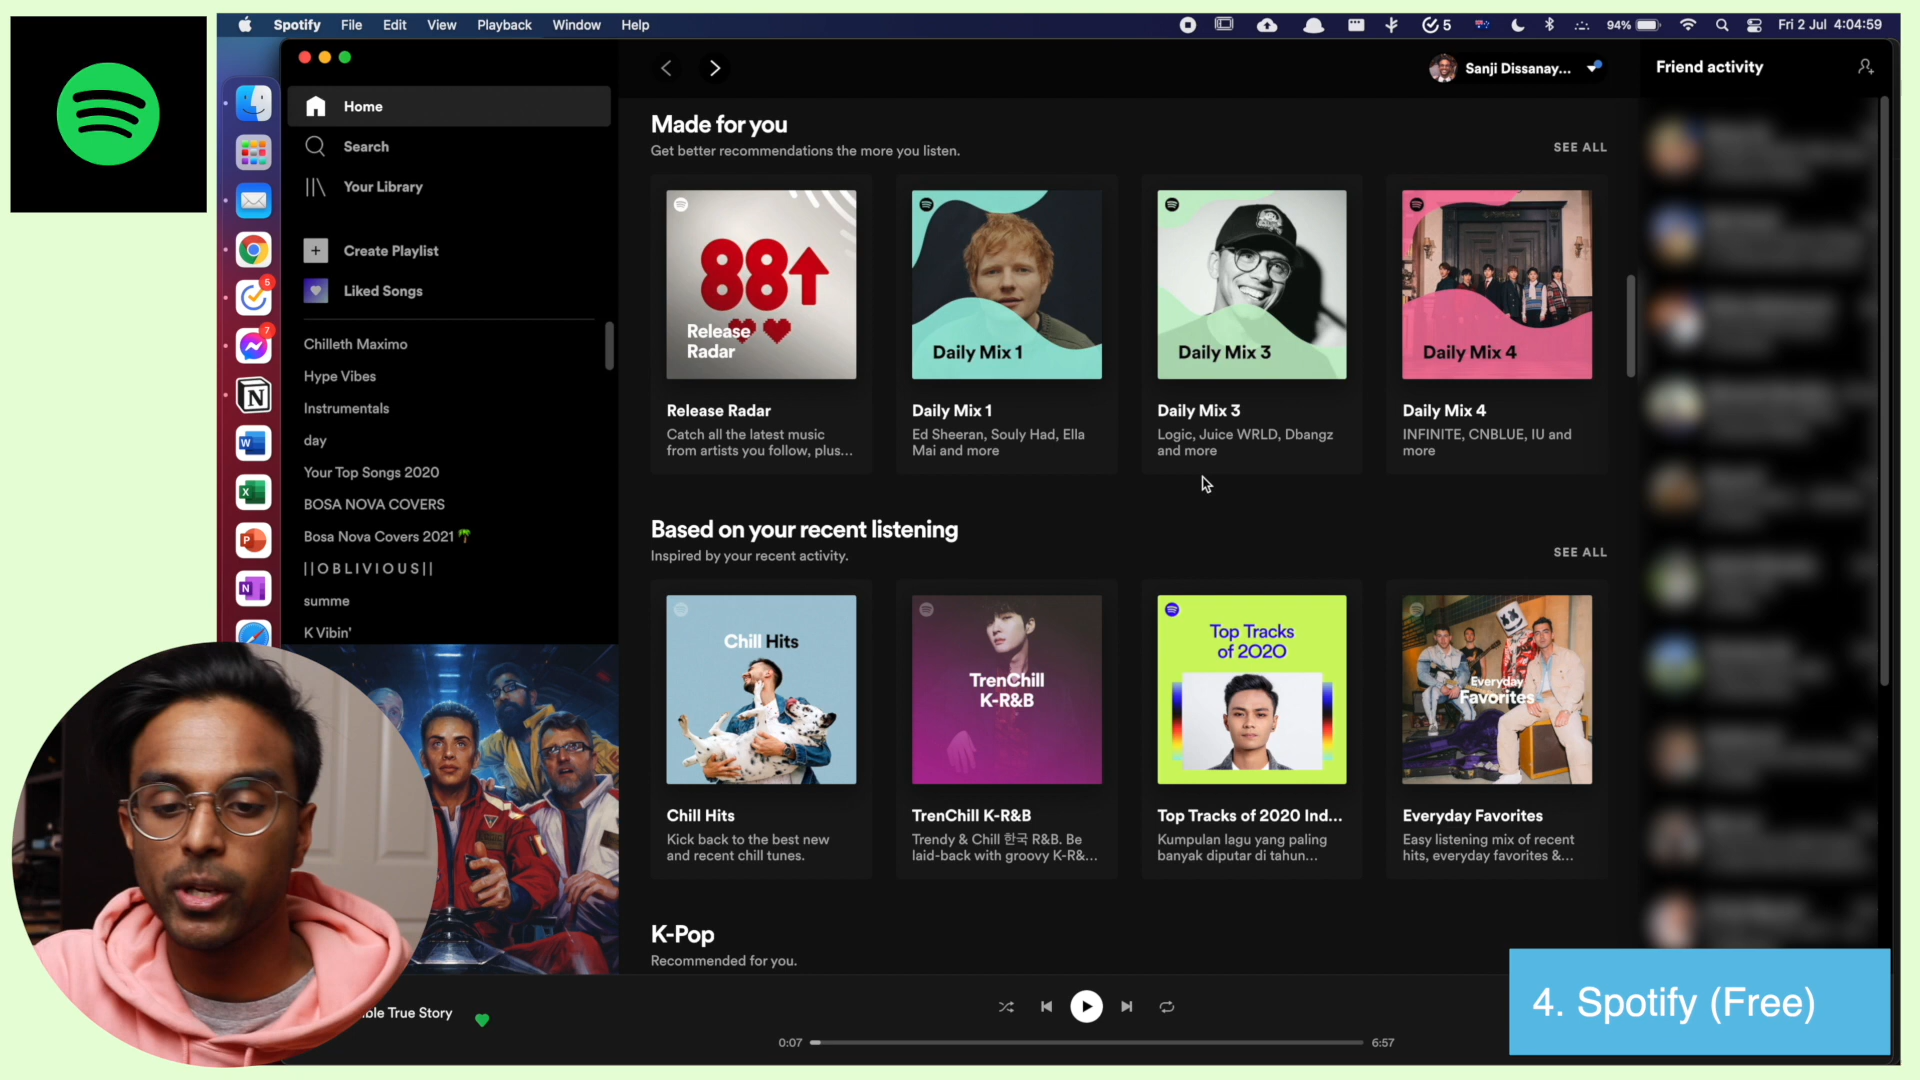 Spotify File Edit View Playback Window Help
5
94%
Fri 2 Jul 4:04:59
Home
Search
Your Library
Create Playlist
Liked Songs
Chilleth Maximo
Hype Vibes
Instrumentals
day
Your Top Songs 2020
BOSA NOVA COVERS
Bosa Nova Covers 2021🌴
||OBLIVIOUS||
summe
K Vibin'
5
7
N
W
X
P
N
Sanji Dissanay...
Friend activity
Made for you
Get better recommendations the more you listen.
SEE ALL
88↑
Release
Radar
Daily Mix 1
Daily Mix 3
Daily Mix 4
Release Radar
Catch all the latest music
from artists you follow, plus...
Daily Mix 1
Ed Sheeran, Souly Had, Ella
Mai and more
Daily Mix 3
Logic, Juice WRLD, Dbangz
and more
Daily Mix 4
INFINITE, CNBLUE, IU and
more
Based on your recent listening
Inspired by your recent activity.
SEE ALL
Chill Hits
TrenChill
K-R&B
Top Tracks
of 2020
Everyday
Favorites
Chill Hits
Kick back to the best new
and recent chill tunes.
TrenChill K-R&B
Trendy & Chill 한국 R&B. Be
laid-back with groovy K-R&...
Top Tracks of 2020 Ind...
Kumpulan lagu yang paling
banyak diputar di tahun...
Everyday Favorites
Easy listening mix of recent
hits, everyday favorites &...
K-Pop
Recommended for you.
True Story
0:07
6:57
4. Spotify (Free)